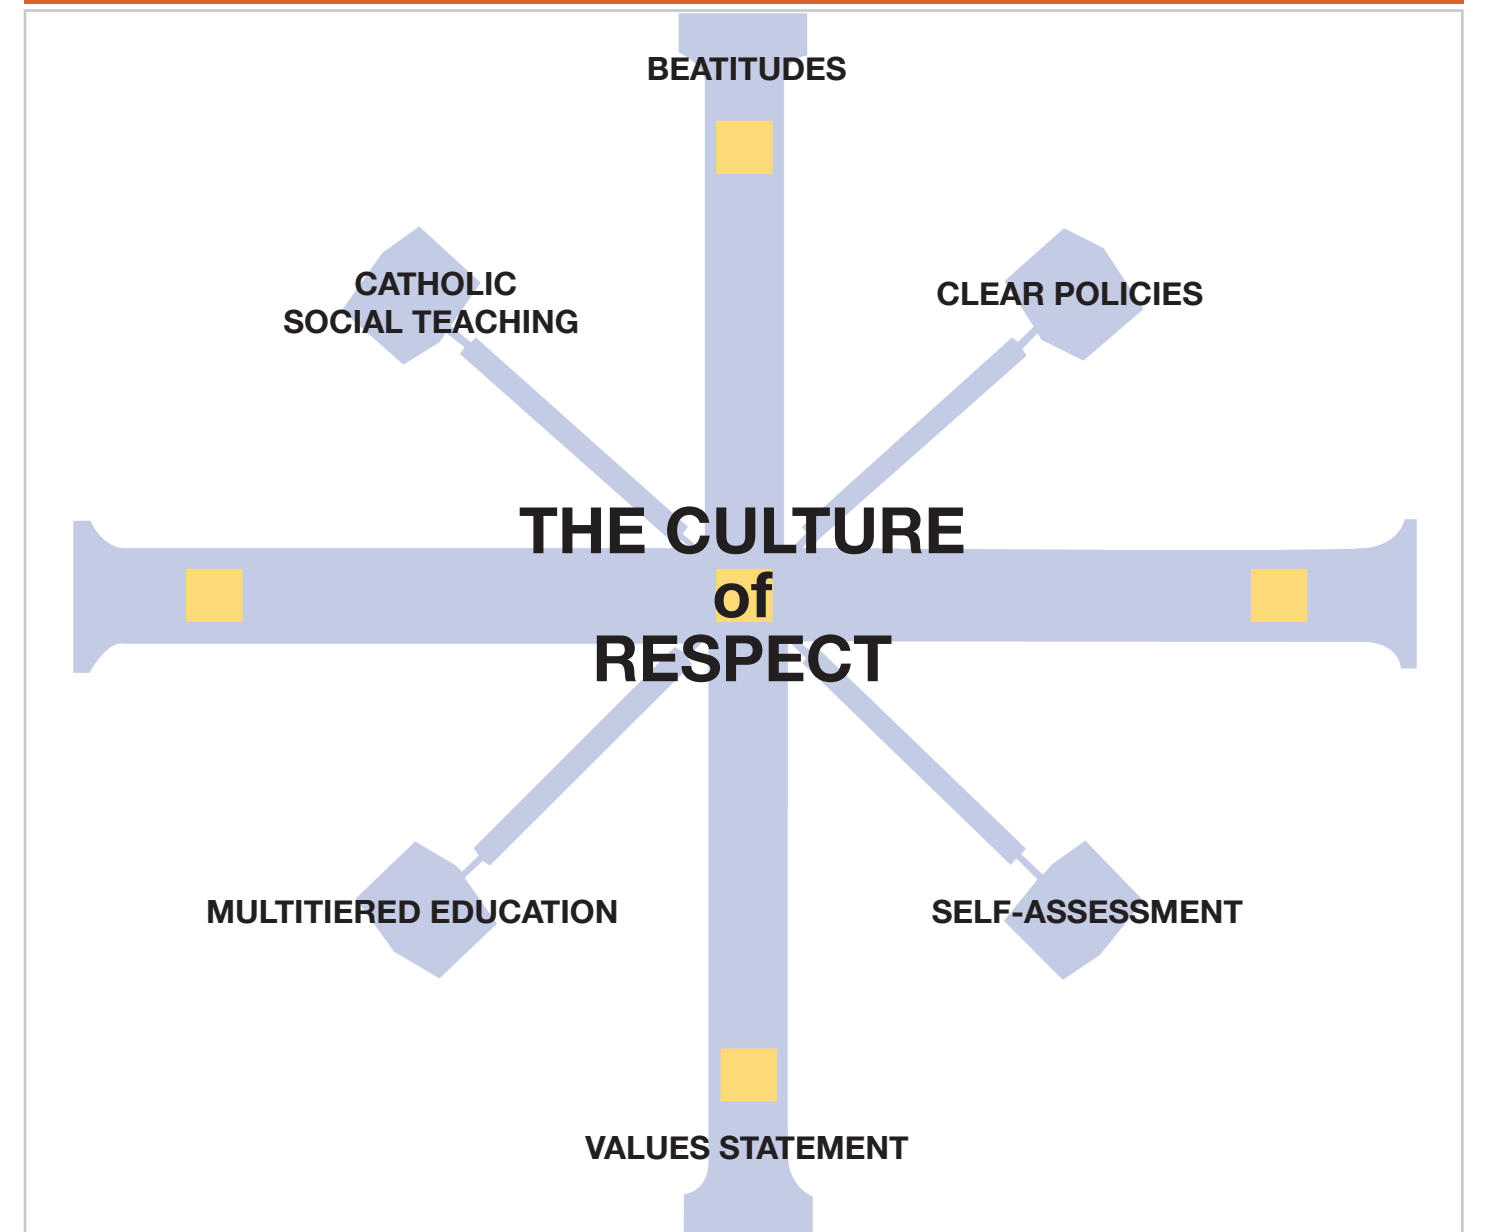 BEATITUDES
CATHOLIC
SOCIAL TEACHING
CLEAR POLICIES
THE CULTURE
of
RESPECT
MULTITIERED EDUCATION
SELF-ASSESSMENT
VALUES STATEMENT